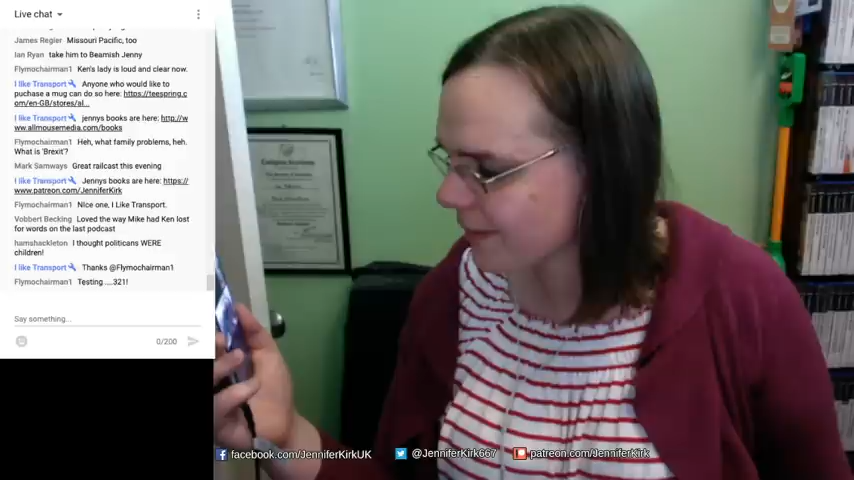 Live chat
James Regier Missouri Pacific, too
Ian Ryan take him to Beamish Jenny
Flymochairman1 Ken's lady is loud and clear now.
I like Transport Anyone who would like to
puchase a mug can do so here: https://teespring.c
om/en-GB/stores/al...
I like Transport jennys books are here: http://w
ww.allmousemedia.com/books
Flymochairman1 Heh, what family problems, heh.
What is 'Brexit'?
Mark Samways Great railcast this evening
I like Transport Jennys books are here: https://
www.patreon.com/JenniferKirk
Flymochairman1 Nice one, I Like Transport.
Vobbert Becking Loved the way Mike had Ken lost
for words on the last podcast
hamshackleton I thought politicans WERE
children!
I like Transport Thanks @Flymochairman1
Flymochairman1 Testing.....321!
Say something...
0/200
facebook.com/JenniferKirkUK @JenniferKirk667 patreon.com/JenniferKirk